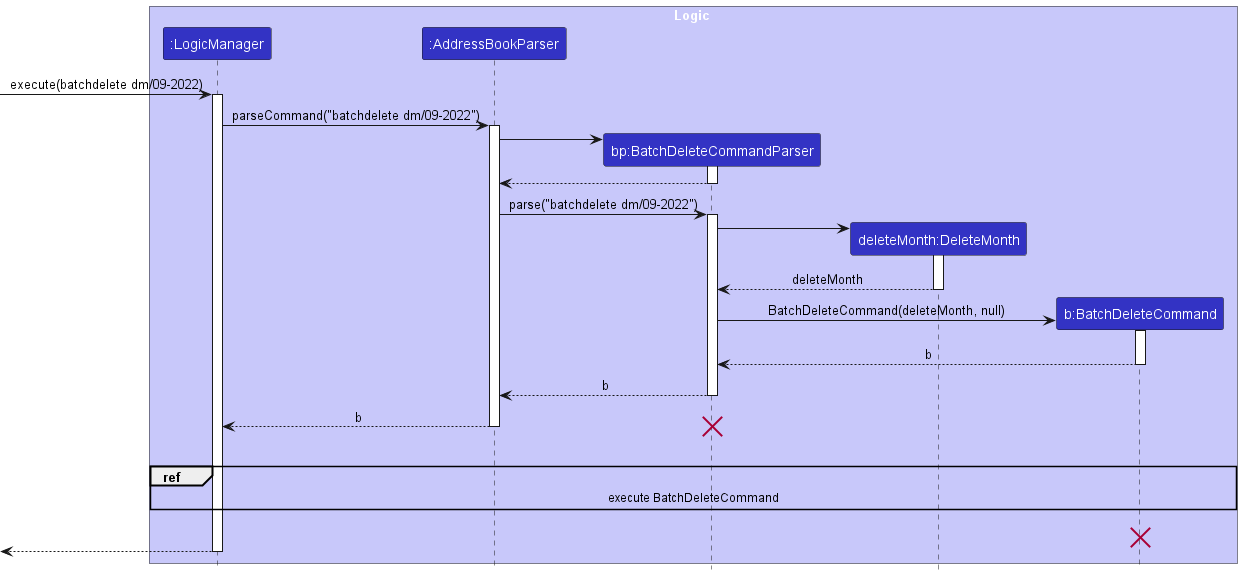 Logic
:LogicManager
:AddressBookParser
execute(batchdelete dm/09-2022)
parseCommand("batchdelete dm/09-2022")
bp:BatchDeleteCommandParser
parse("batchdelete dm/09-2022")
deleteMonth:DeleteMonth
deleteMonth
BatchDeleteCommand(deleteMonth, null)
b:BatchDeleteCommand
b
b
b
ref
execute BatchDeleteCommand